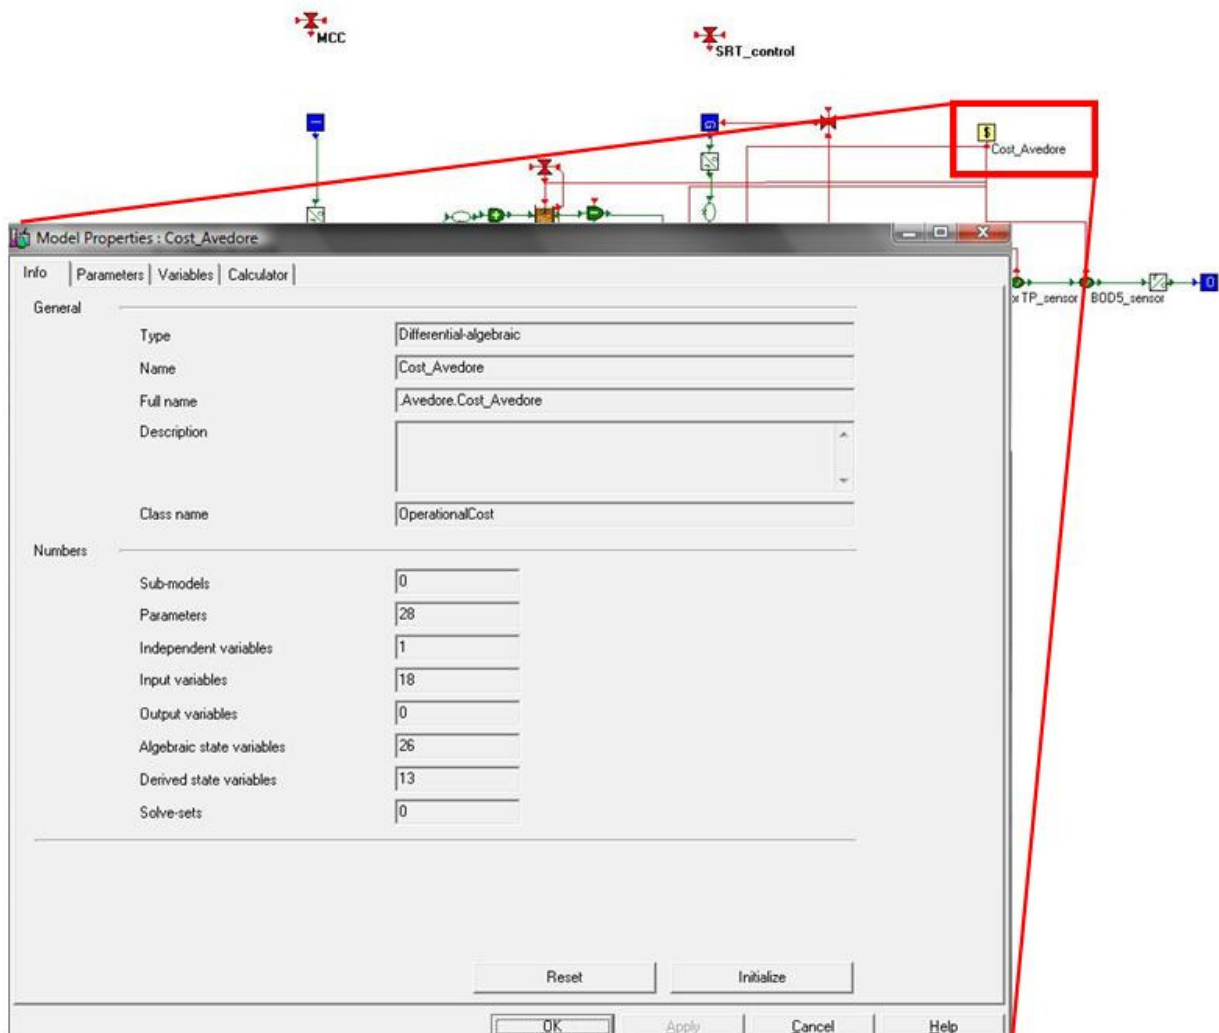 MCC
SRT_control
I
G
$
Cost_Avedore
Model Properties : Cost_Avedore
Info Parameters Variables Calculator
TP_sensor BOD5_sensor
O
General
Type Differential-algebraic
Name Cost_Avedore
Full name .Avedore.Cost_Avedore
Description
Class name OperationalCost
Numbers
Sub-models 0
Parameters 28
Independent variables 1
Input variables 18
Output variables 0
Algebraic state variables 26
Derived state variables 13
Solve-sets 0
Reset Initialize
OK Apply Cancel Help